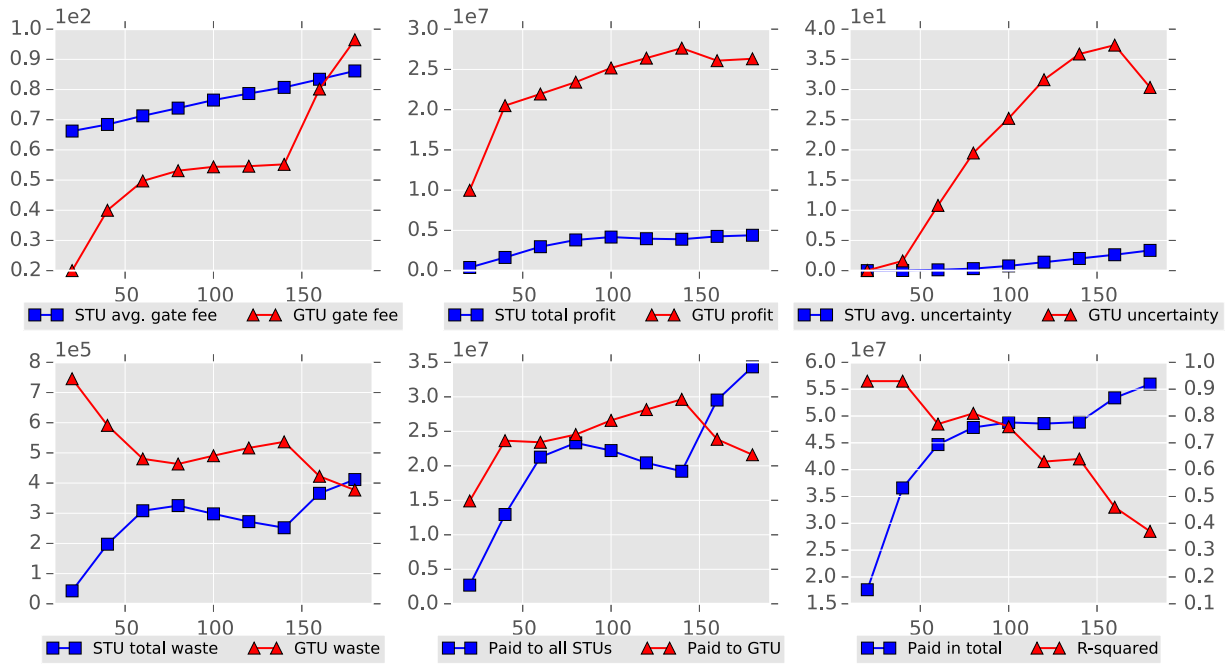 1e2
1.0
0.9
0.8
0.7
0.6
0.5
0.4
0.3
0.2
50 100 150
STU avg. gate fee GTU gate fee
1e7
3.0
2.5
2.0
1.5
1.0
0.5
0.0
50 100 150
STU total profit GTU profit
1e1
4.0
3.5
3.0
2.5
2.0
1.5
1.0
0.5
0.0
50 100 150
STU avg. uncertainty GTU uncertainty
1e5
8
7
6
5
4
3
2
1
0
50 100 150
STU total waste GTU waste
1e7
3.5
3.0
2.5
2.0
1.5
1.0
0.5
0.0
50 100 150
Paid to all STUs Paid to GTU
1e7
6.0 1.0
5.5 0.9
5.0 0.8
4.5 0.7
4.0 0.6
3.5 0.5
3.0 0.4
2.5 0.3
2.0 0.2
1.5 0.1
50 100 150
Paid in total R-squared